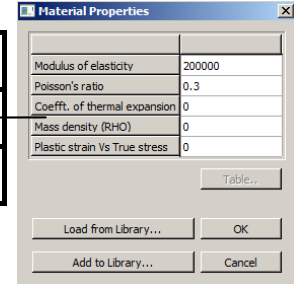 Material Properties
Modulus of elasticity 200000
Poisson's ratio 0.3
Coefft. of thermal expansion 0
Mass density (RHO) 0
Plastic strain Vs True stress 0
Table..
Load from Library... OK
Add to Library... Cancel